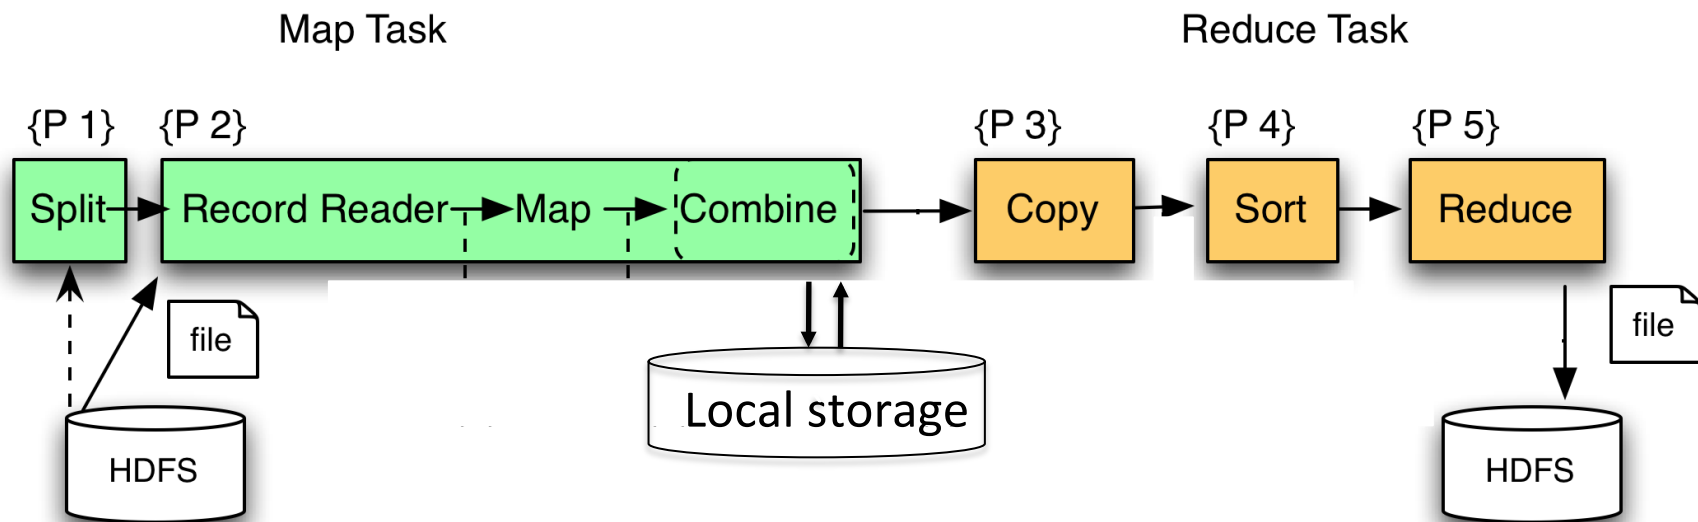 Map Task
Reduce Task
{P 1}
{P 2}
{P 3}
{P 4}
{P 5}
Split
Record Reader
Map
Combine
Copy
Sort
Reduce
file
file
Local storage
HDFS
HDFS